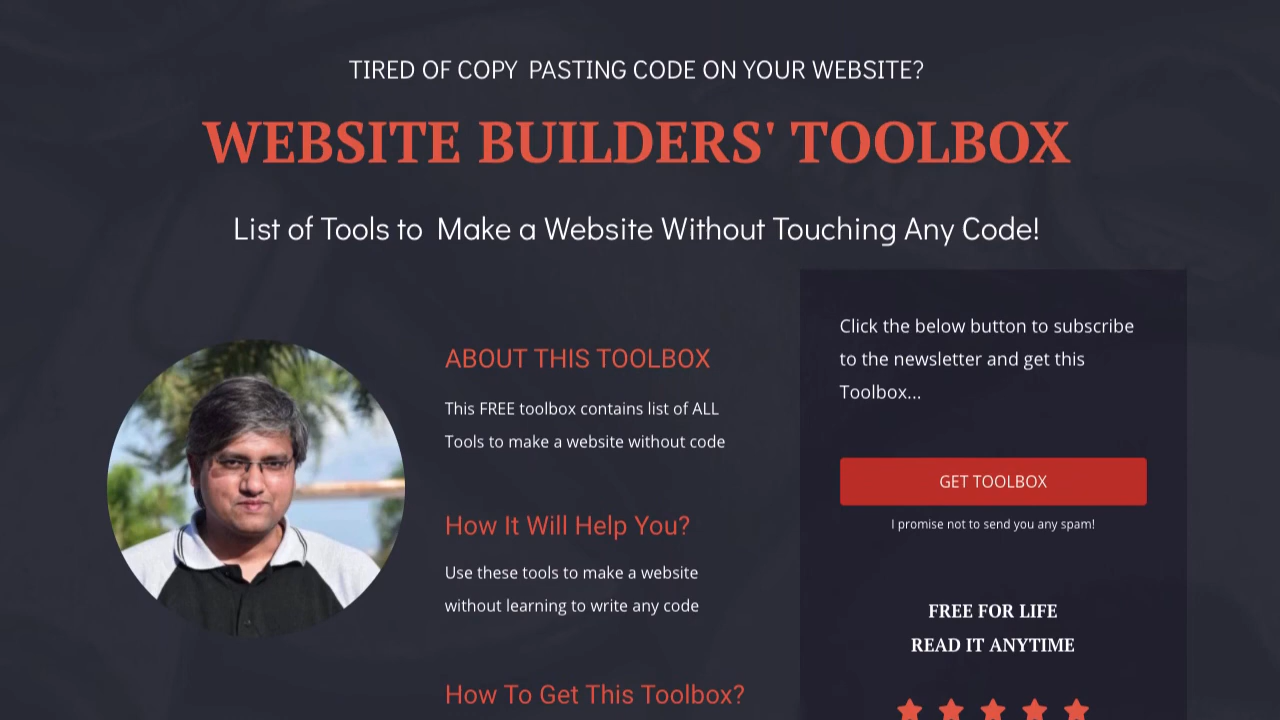 TIRED OF COPY PASTING CODE ON YOUR WEBSITE?
WEBSITE BUILDERS' TOOLBOX
List of Tools to Make a Website Without Touching Any Code!
ABOUT THIS TOOLBOX
This FREE toolbox contains list of ALL
Tools to make a website without code
How It Will Help You?
Use these tools to make a website
without learning to write any code
How To Get This Toolbox?
Click the below button to subscribe
to the newsletter and get this
Toolbox...
GET TOOLBOX
I promise not to send you any spam!
FREE FOR LIFE
READ IT ANYTIME